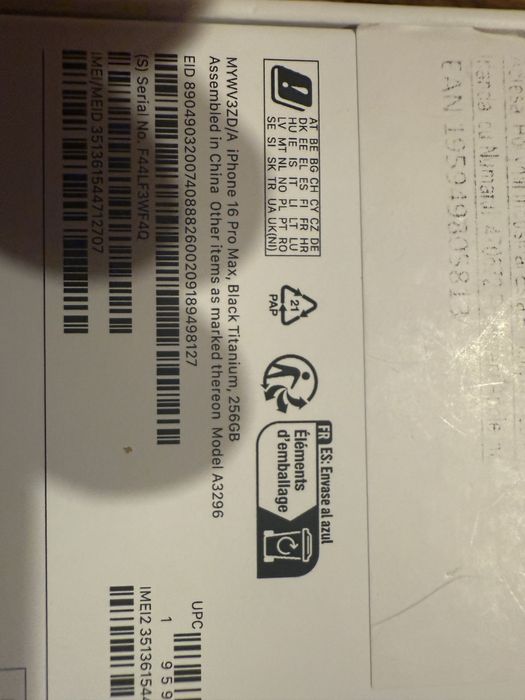 EAN 195949805813
AT BE BG CH CY CZ DE
DK EE EL ES FI FR HR
HU IE IS IT LI LT LU
LV MT NL NO PL PT RO
SE SI SK TR UA UK(NI)
21
PAP
FR ES: Envase al azul
Éléments
d'emballage
MYWV3ZD/A iPhone 16 Pro Max, Black Titanium, 256GB
Assembled in China Other items as marked thereon Model A3296
EID 89049032007408882600209189498127
(S) Serial No. F44LF3WF4Q
IMEI/MEID 351361544712707
UPC
1 959
IMEI2 35136154